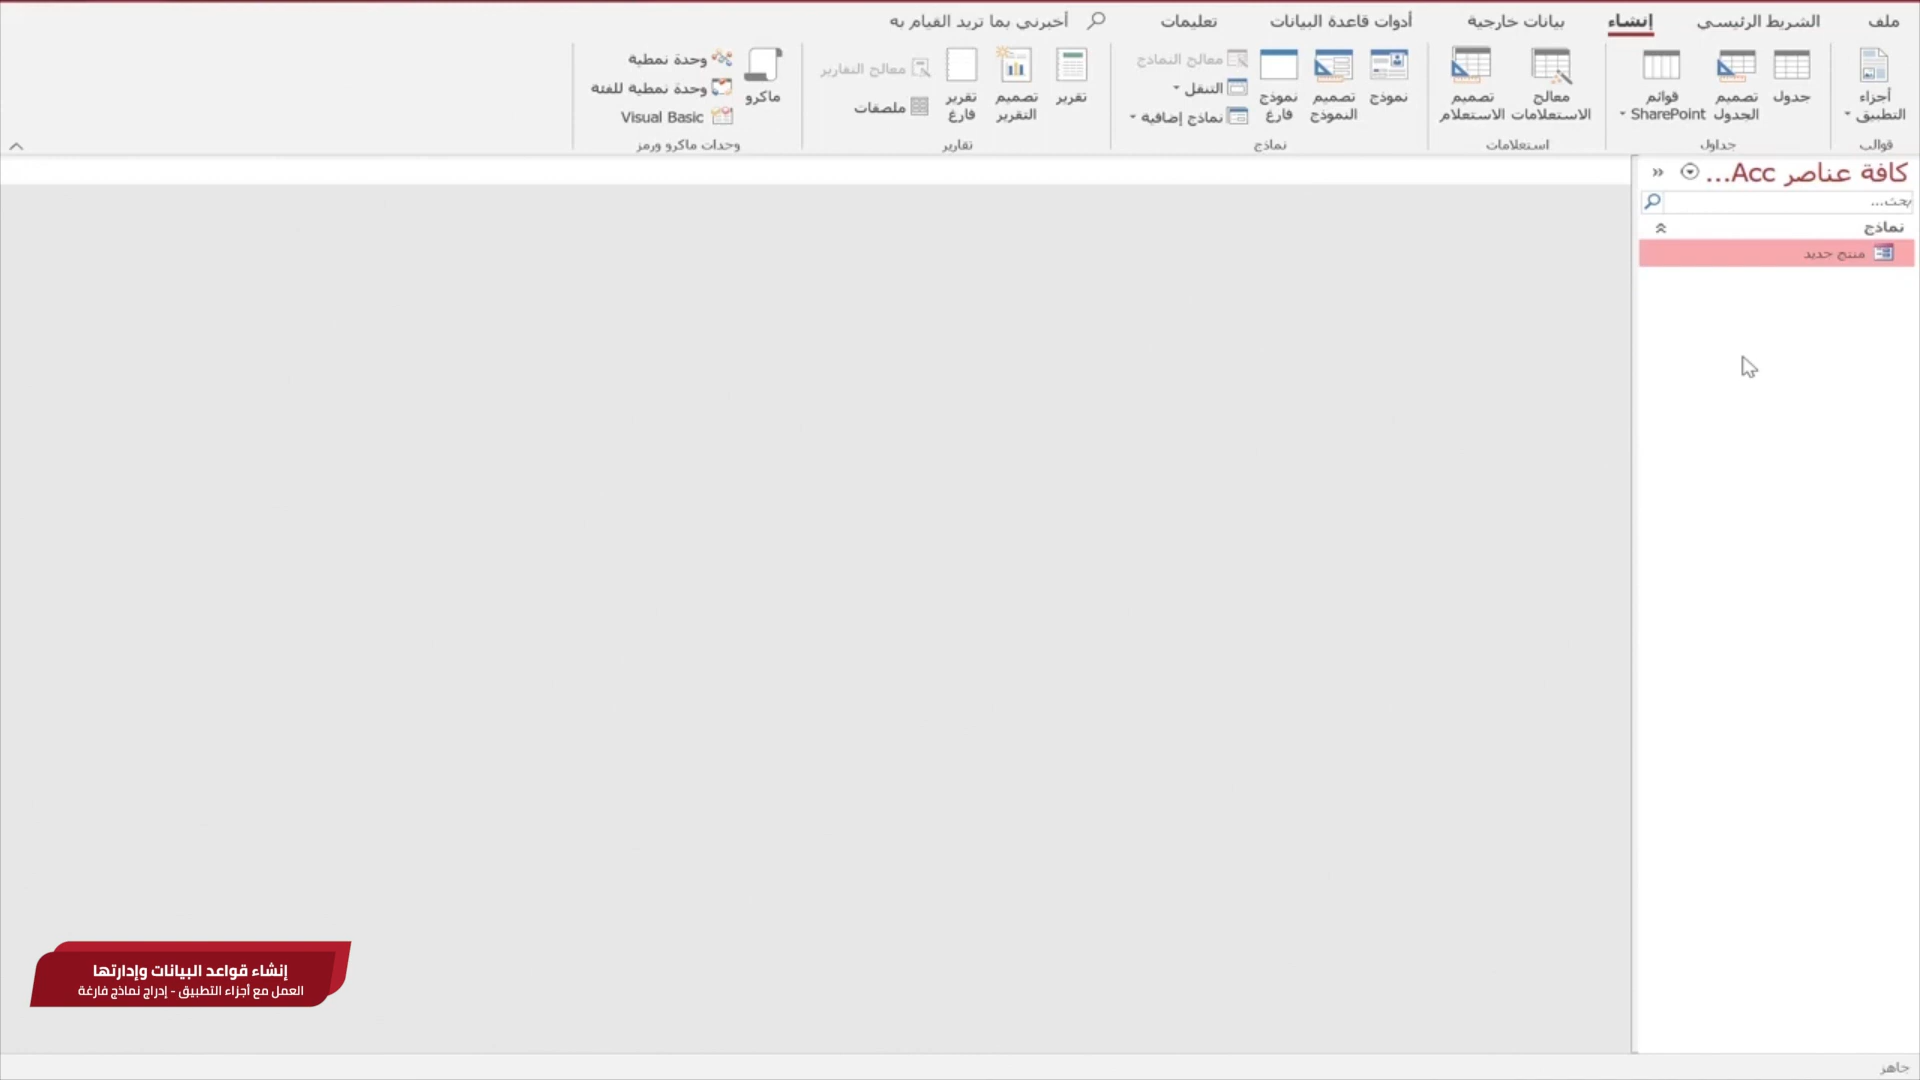 ملف
الشريط الرئيسي
إنشاء
بيانات خارجية
أدوات قاعدة البيانات
تعليمات
أخبرني بما تريد القيام به
أجزاء
التطبيق
قوالب
جدول
تصميم
الجدول
قوائم
SharePoint
جداول
معالج
الاستعلامات
تصميم
الاستعلام
استعلامات
نموذج
تصميم
النموذج
نموذج
فارغ
معالج النماذج
التنقل
نماذج إضافية
نماذج
تقرير
تصميم
التقرير
تقرير
فارغ
معالج التقارير
ملصقات
تقارير
ماكرو
وحدة نمطية
وحدة نمطية للفئة
Visual Basic
وحدات ماكرو ورمز
كافة عناصر Acc...
بحث...
نماذج
منتج جديد
إنشاء قواعد البيانات وإدارتها
العمل مع أجزاء التطبيق - إدراج نماذج فارغة
جاهز